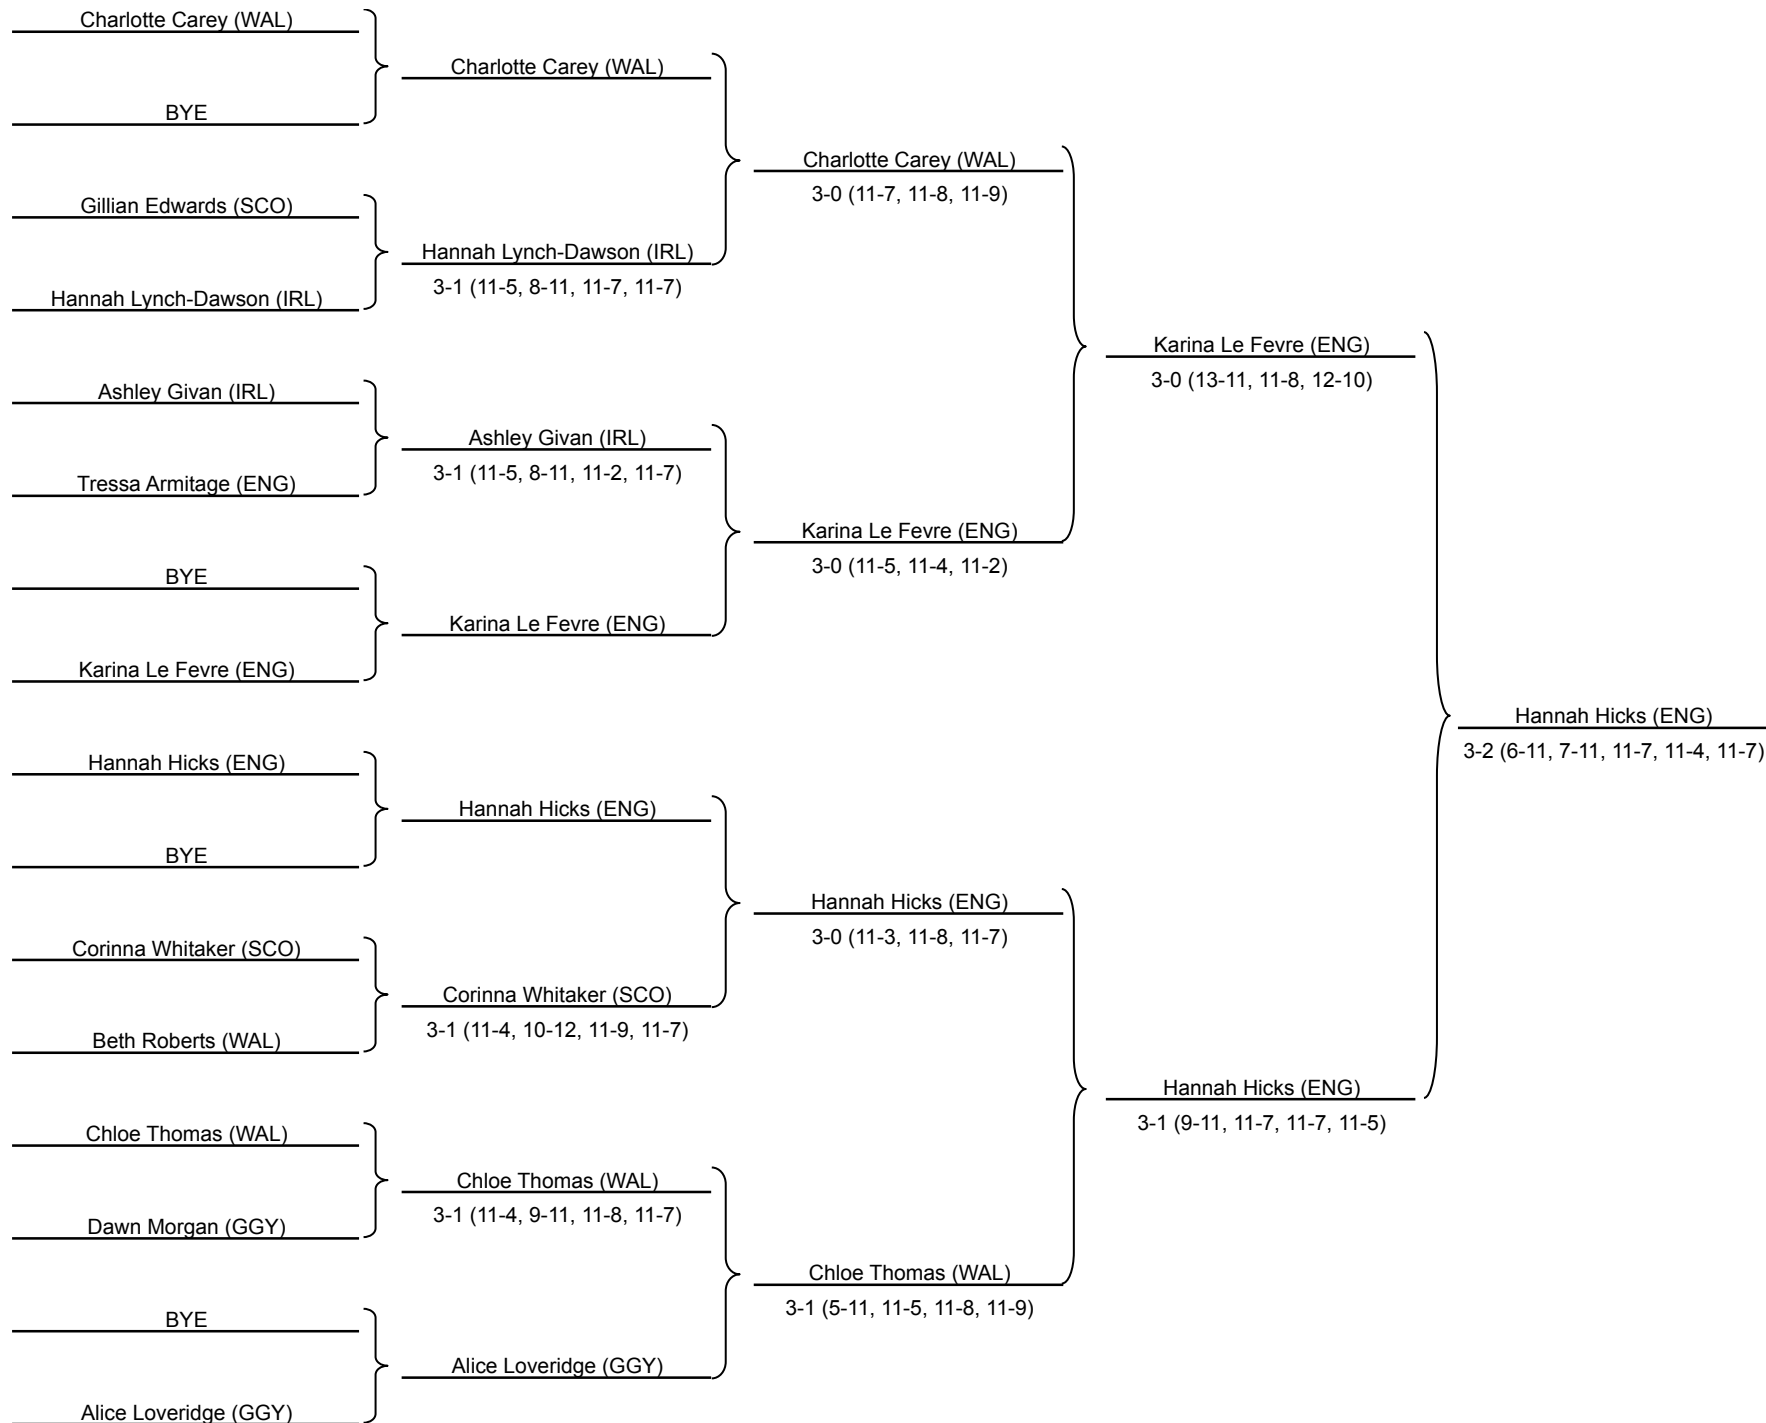 Charlotte Carey (WAL)
BYE
Gillian Edwards (SCO)
Hannah Lynch-Dawson (IRL)
Ashley Givan (IRL)
Tressa Armitage (ENG)
BYE
Karina Le Fevre (ENG)
Hannah Hicks (ENG)
BYE
Corinna Whitaker (SCO)
Beth Roberts (WAL)
Chloe Thomas (WAL)
Dawn Morgan (GGY)
BYE
Alice Loveridge (GGY)
Charlotte Carey (WAL)
Hannah Lynch-Dawson (IRL)
3-1 (11-5, 8-11, 11-7, 11-7)
Ashley Givan (IRL)
3-1 (11-5, 8-11, 11-2, 11-7)
Karina Le Fevre (ENG)
Hannah Hicks (ENG)
Corinna Whitaker (SCO)
3-1 (11-4, 10-12, 11-9, 11-7)
Chloe Thomas (WAL)
3-1 (11-4, 9-11, 11-8, 11-7)
Alice Loveridge (GGY)
Charlotte Carey (WAL)
3-0 (11-7, 11-8, 11-9)
Karina Le Fevre (ENG)
3-0 (11-5, 11-4, 11-2)
Hannah Hicks (ENG)
3-0 (11-3, 11-8, 11-7)
Chloe Thomas (WAL)
3-1 (5-11, 11-5, 11-8, 11-9)
Karina Le Fevre (ENG)
3-0 (13-11, 11-8, 12-10)
Hannah Hicks (ENG)
3-1 (9-11, 11-7, 11-7, 11-5)
Hannah Hicks (ENG)
3-2 (6-11, 7-11, 11-7, 11-4, 11-7)